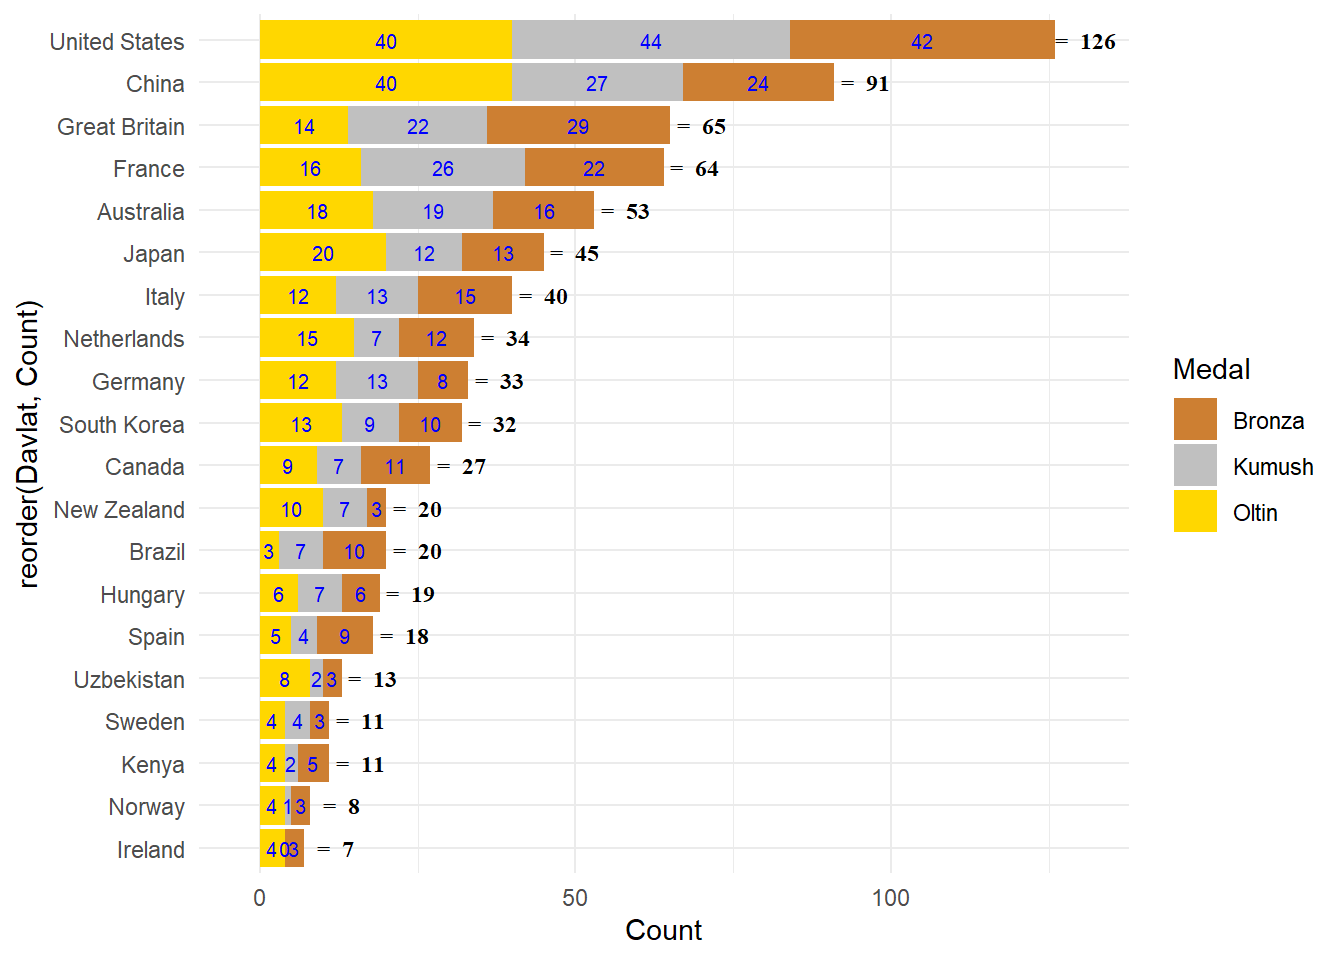 United States 40 44 42 = 126
China 40 27 24 = 91
Great Britain 14 22 29 = 65
France 16 26 22 = 64
Australia 18 19 16 = 53
Japan 20 12 13 = 45
Italy 12 13 15 = 40
Netherlands 15 7 12 = 34
Germany 12 13 8 = 33
South Korea 13 9 10 = 32
Canada 9 7 11 = 27
New Zealand 10 7 3 = 20
Brazil 3 7 10 = 20
Hungary 6 7 6 = 19
Spain 5 4 9 = 18
Uzbekistan 8 2 3 = 13
Sweden 4 4 3 = 11
Kenya 4 2 5 = 11
Norway 4 1 3 = 8
Ireland 4 0 3 = 7
0 50 100
Count
reorder(Davlat, Count)
Medal
Bronza
Kumush
Oltin